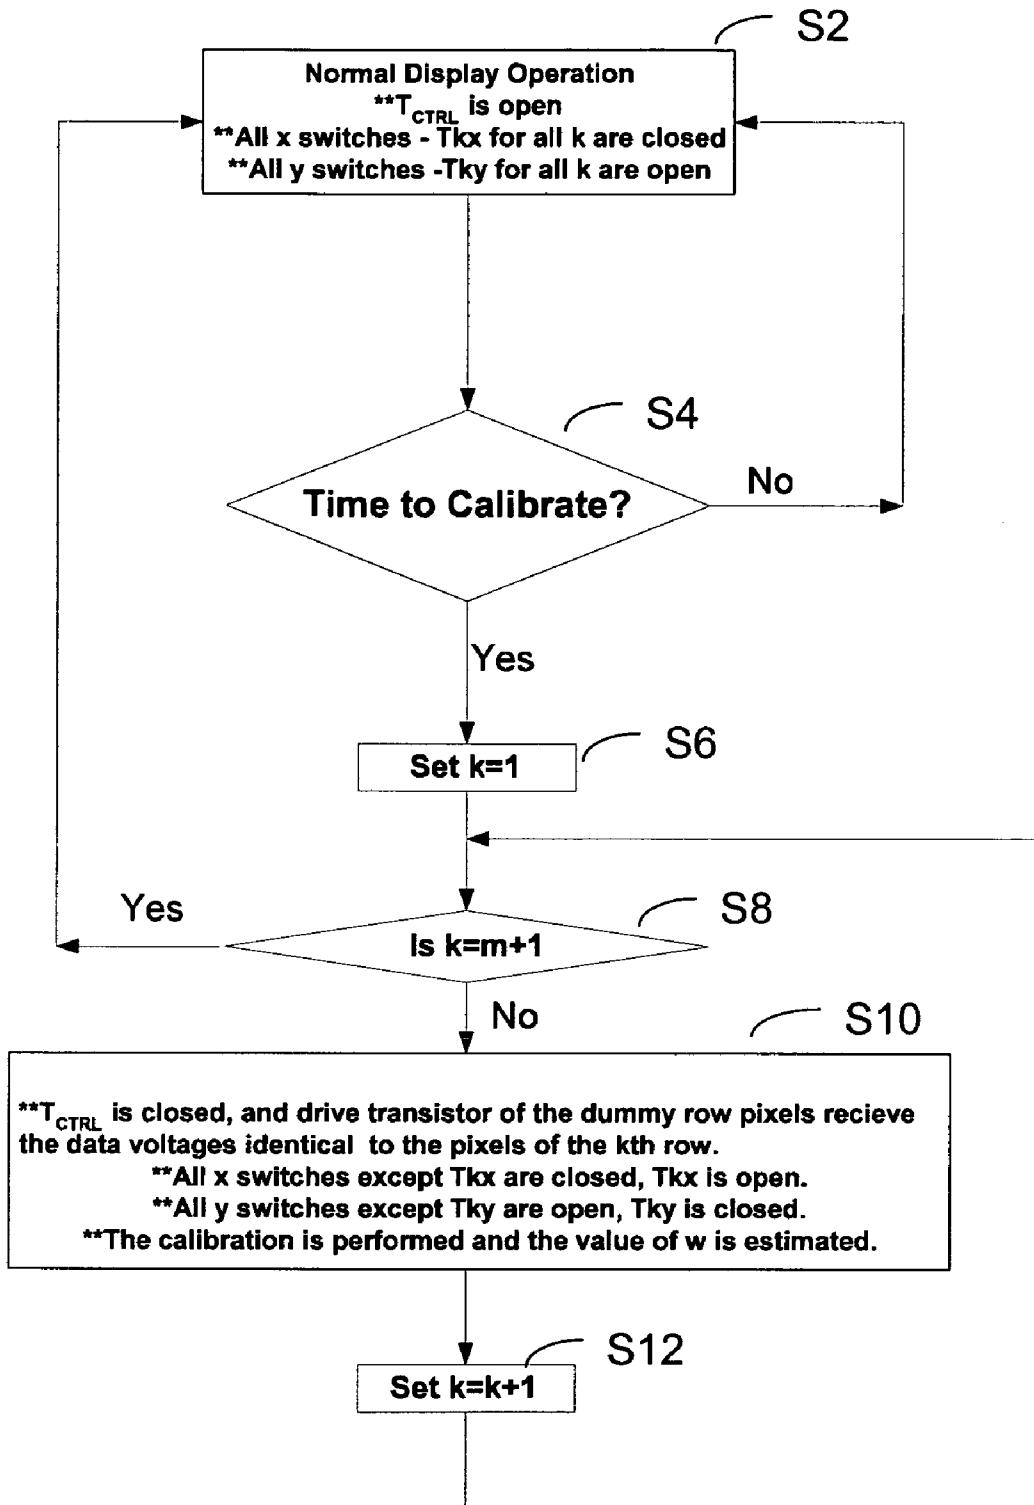 S2
Normal Display Operation
**T_CTRL is open
**All x switches - Tkx for all k are closed
**All y switches -Tky for all k are open
S4
Time to Calibrate?
No
Yes
Set k=1
S6
Yes
S8
Is k=m+1
No
S10
**T_CTRL is closed, and drive transistor of the dummy row pixels recieve
the data voltages identical to the pixels of the kth row.
**All x switches except Tkx are closed, Tkx is open.
**All y switches except Tky are open, Tky is closed.
**The calibration is performed and the value of w is estimated.
S12
Set k=k+1